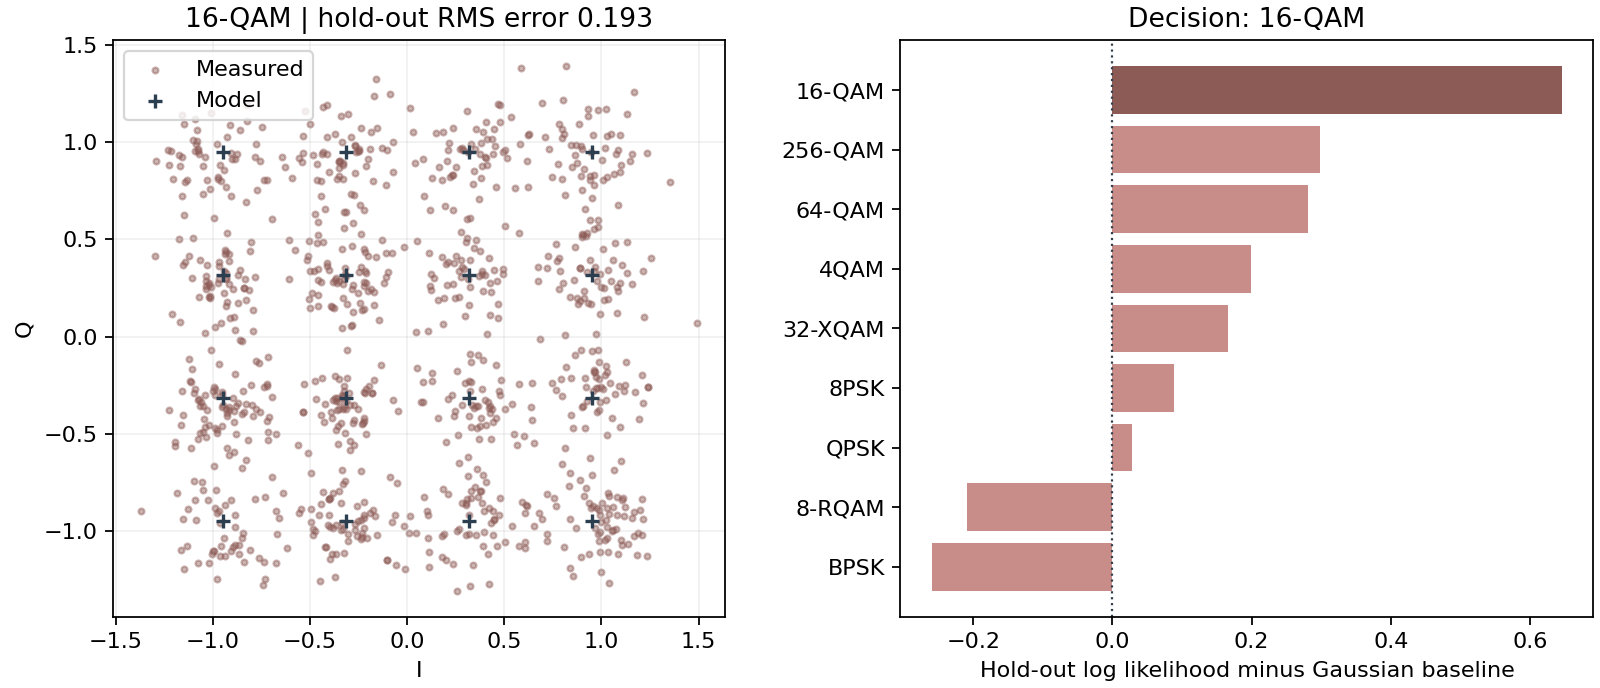 16-QAM | hold-out RMS error 0.193
Measured
Model
1.5
1.0
0.5
0.0
−0.5
−1.0
Q
−1.5
−1.0
−0.5
0.0
0.5
1.0
1.5
I
Decision: 16-QAM
16-QAM
256-QAM
64-QAM
4QAM
32-XQAM
8PSK
QPSK
8-RQAM
BPSK
−0.2
0.0
0.2
0.4
0.6
Hold-out log likelihood minus Gaussian baseline